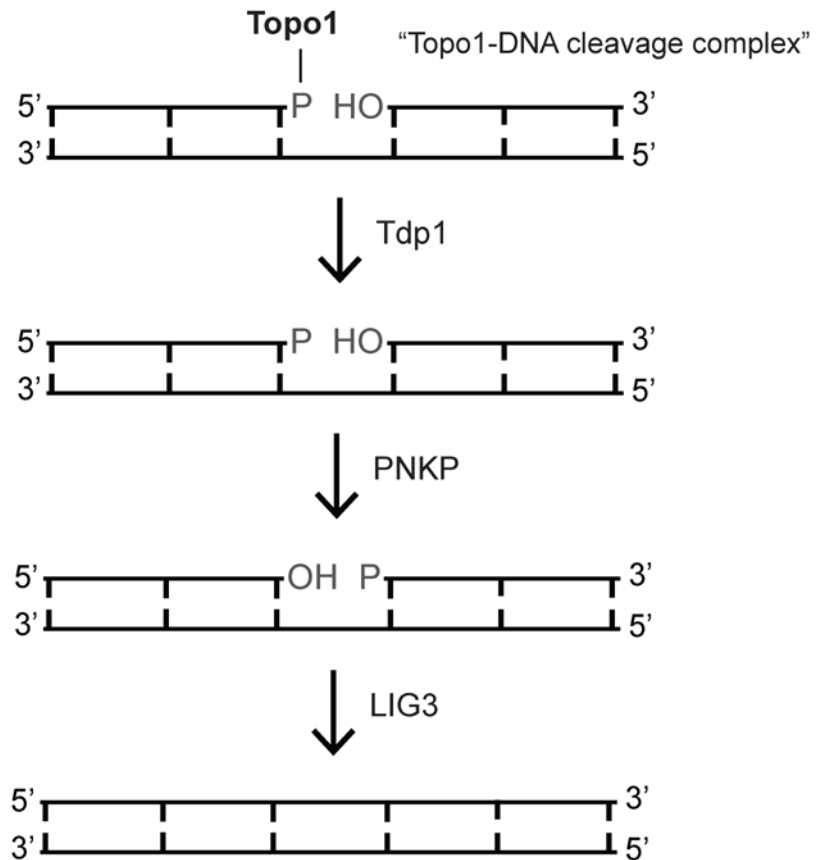 Topo1
“Topo1-DNA cleavage complex”
5’ P HO 3’
3’ 5’
Tdp1
5’ P HO 3’
3’ 5’
PNKP
5’ OH P 3’
3’ 5’
LIG3
5’ 3’
3’ 5’